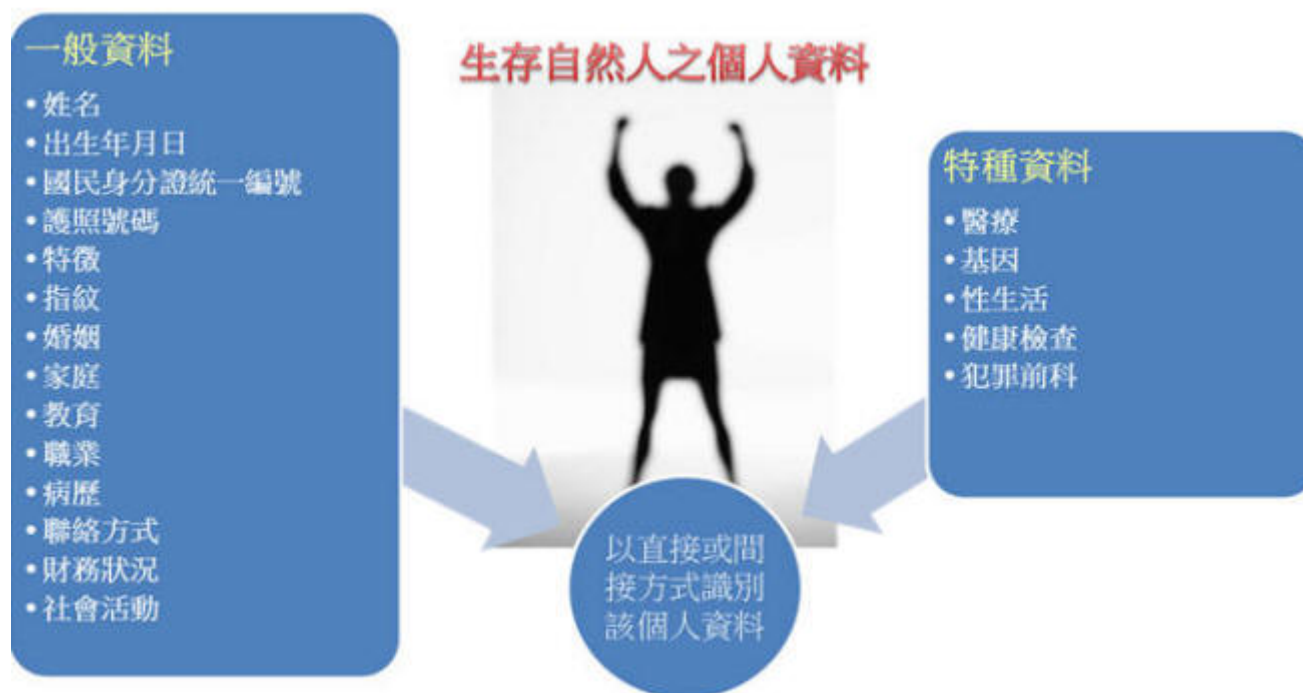 一般資料
• 姓名
• 出生年月日
• 國民身分證統一編號
• 護照號碼
• 特徵
• 指紋
• 婚姻
• 家庭
• 教育
• 職業
• 病歷
• 聯絡方式
• 財務狀況
• 社會活動
生存自然人之個人資料
特種資料
• 醫療
• 基因
• 性生活
• 健康檢查
• 犯罪前科
以直接或間
接方式識別
該個人資料